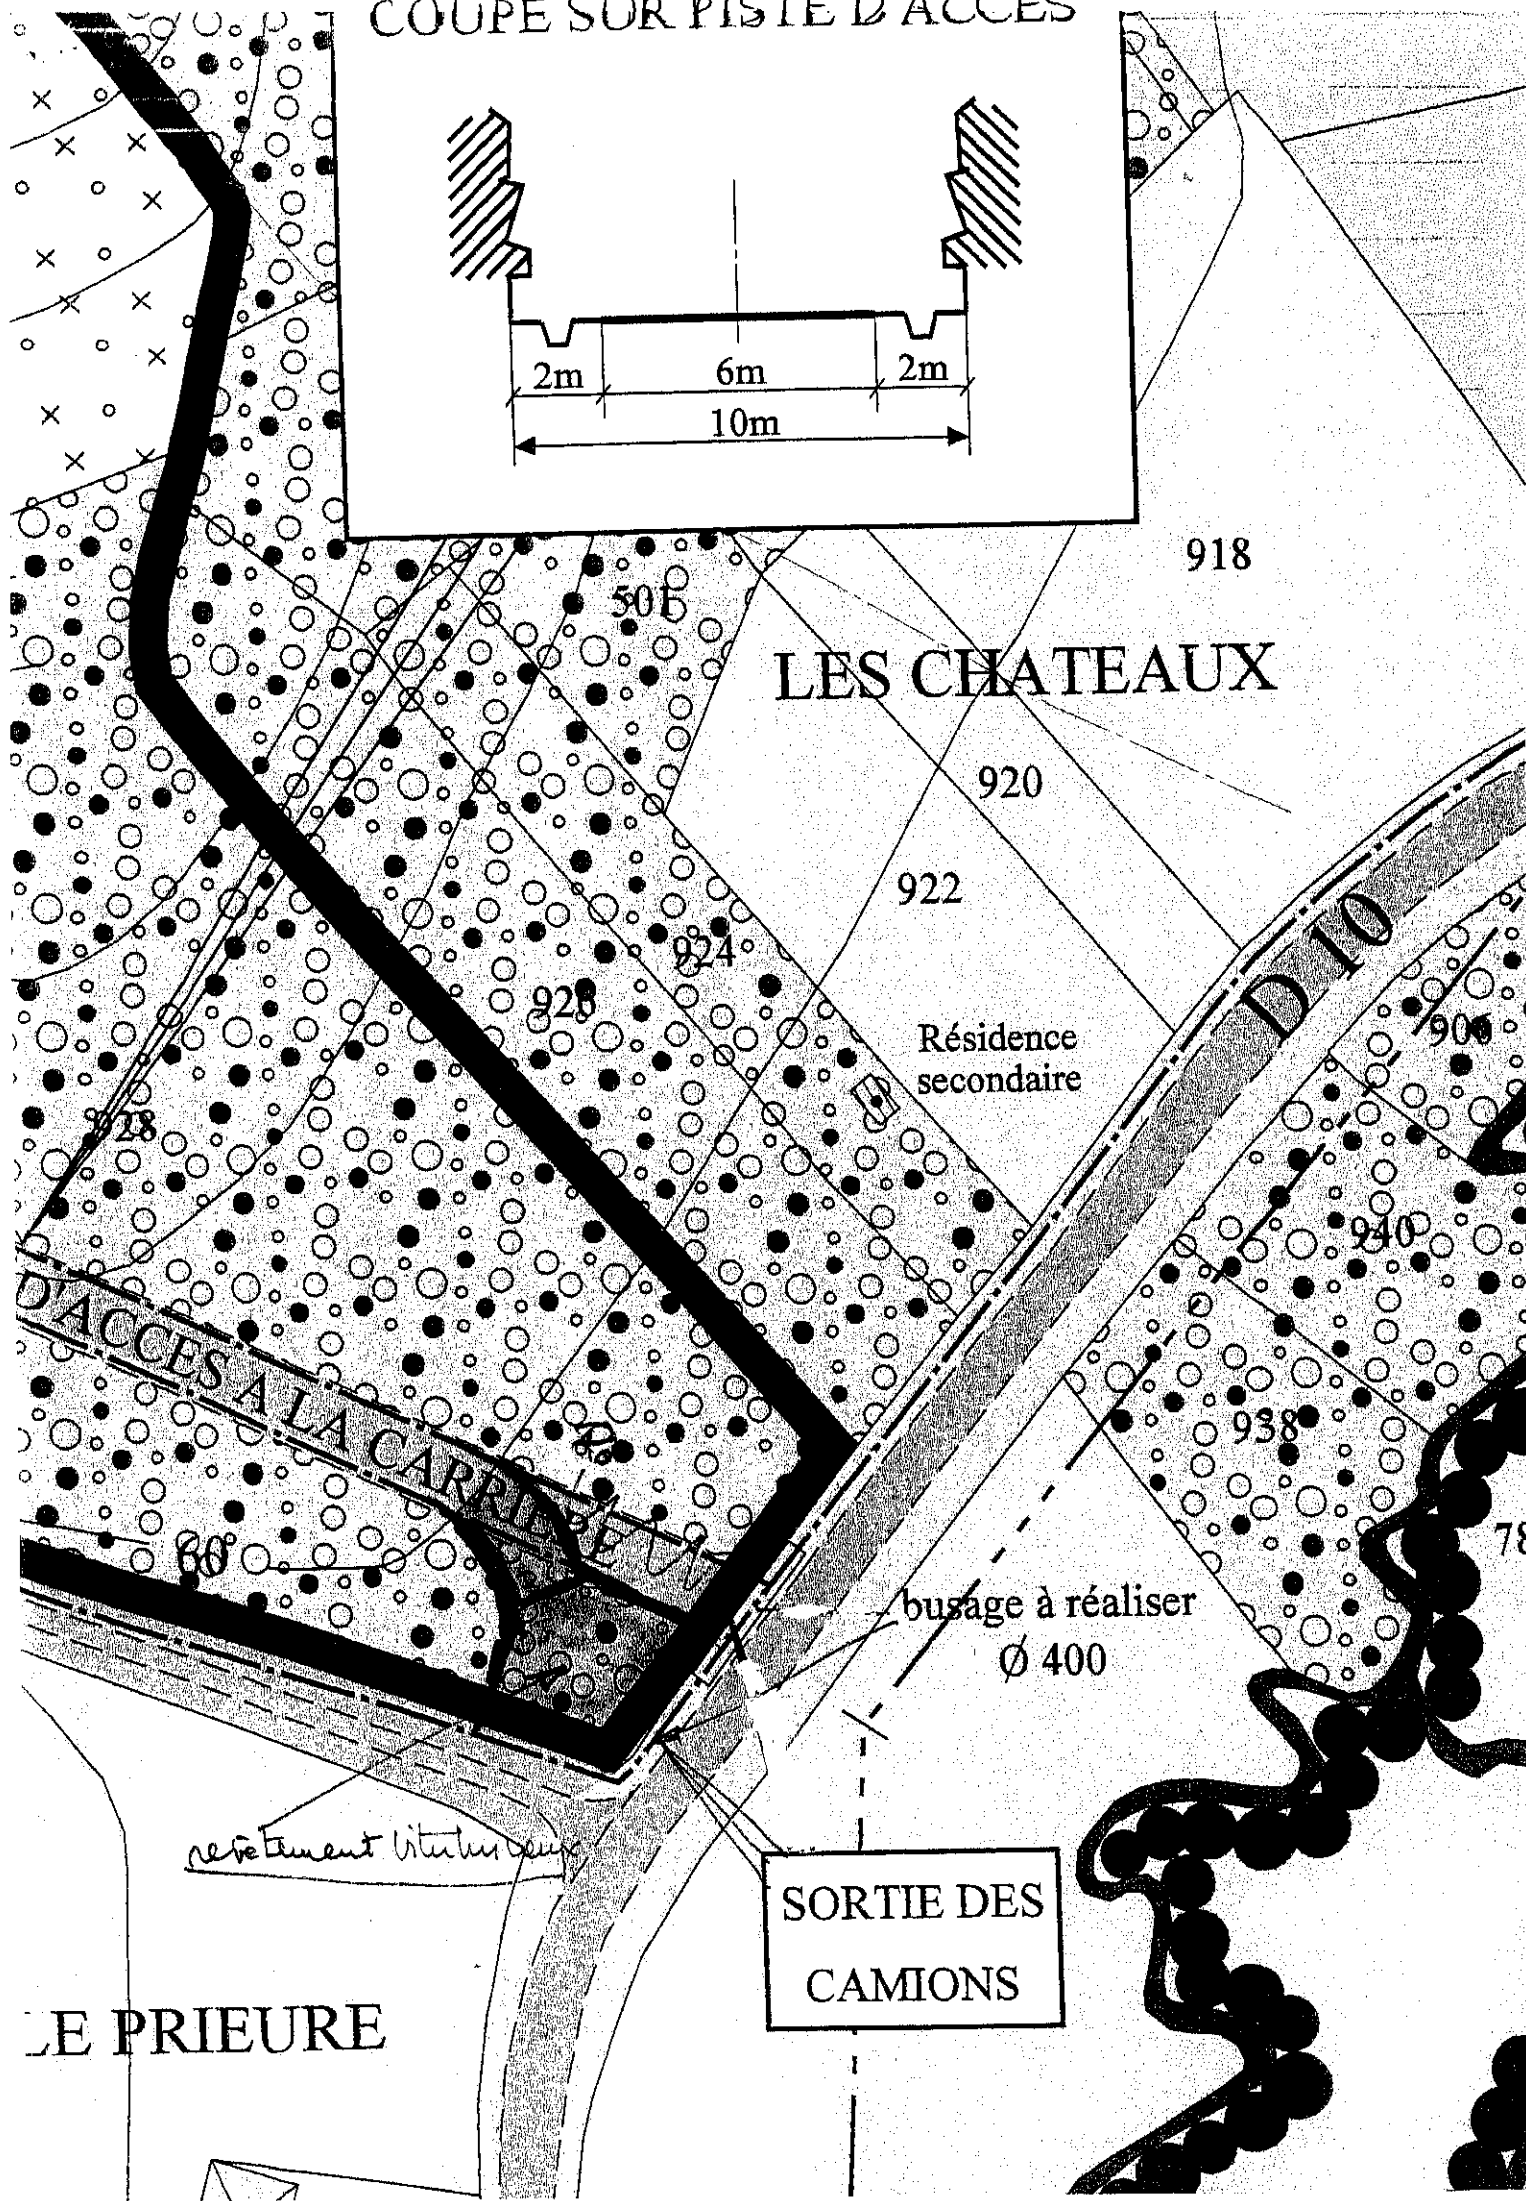 COUPE SUR PISTE D'ACCES
2m
6m
2m
10m
918
501
LES CHATEAUX
920
922
D 10
924
926
Résidence
secondaire
906
928
940
D'ACCES A LA CARRIERE
938
60
78
busage à réaliser
Ø 400
revêtement bitumineux
SORTIE DES
CAMIONS
LE PRIEURE